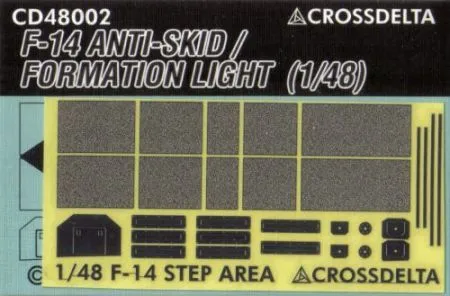 CD48002
CROSSDELTA
F-14 ANTI-SKID /
FORMATION LIGHT (1/48)
1/48 F-14 STEP AREA
CROSSDELTA